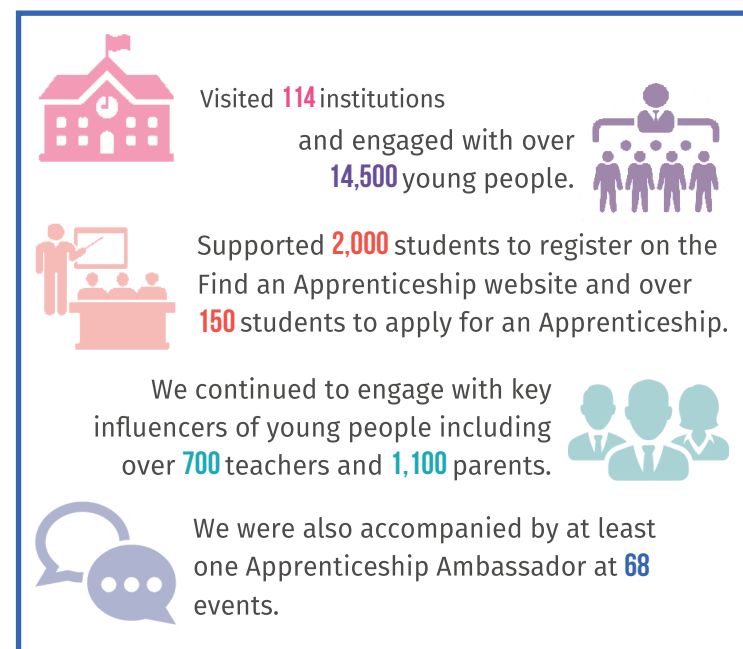 Visited 114 institutions
and engaged with over
14,500 young people.
Supported 2,000 students to register on the
Find an Apprenticeship website and over
150 students to apply for an Apprenticeship.
We continued to engage with key
influencers of young people including
over 700 teachers and 1,100 parents.
We were also accompanied by at least
one Apprenticeship Ambassador at 68
events.